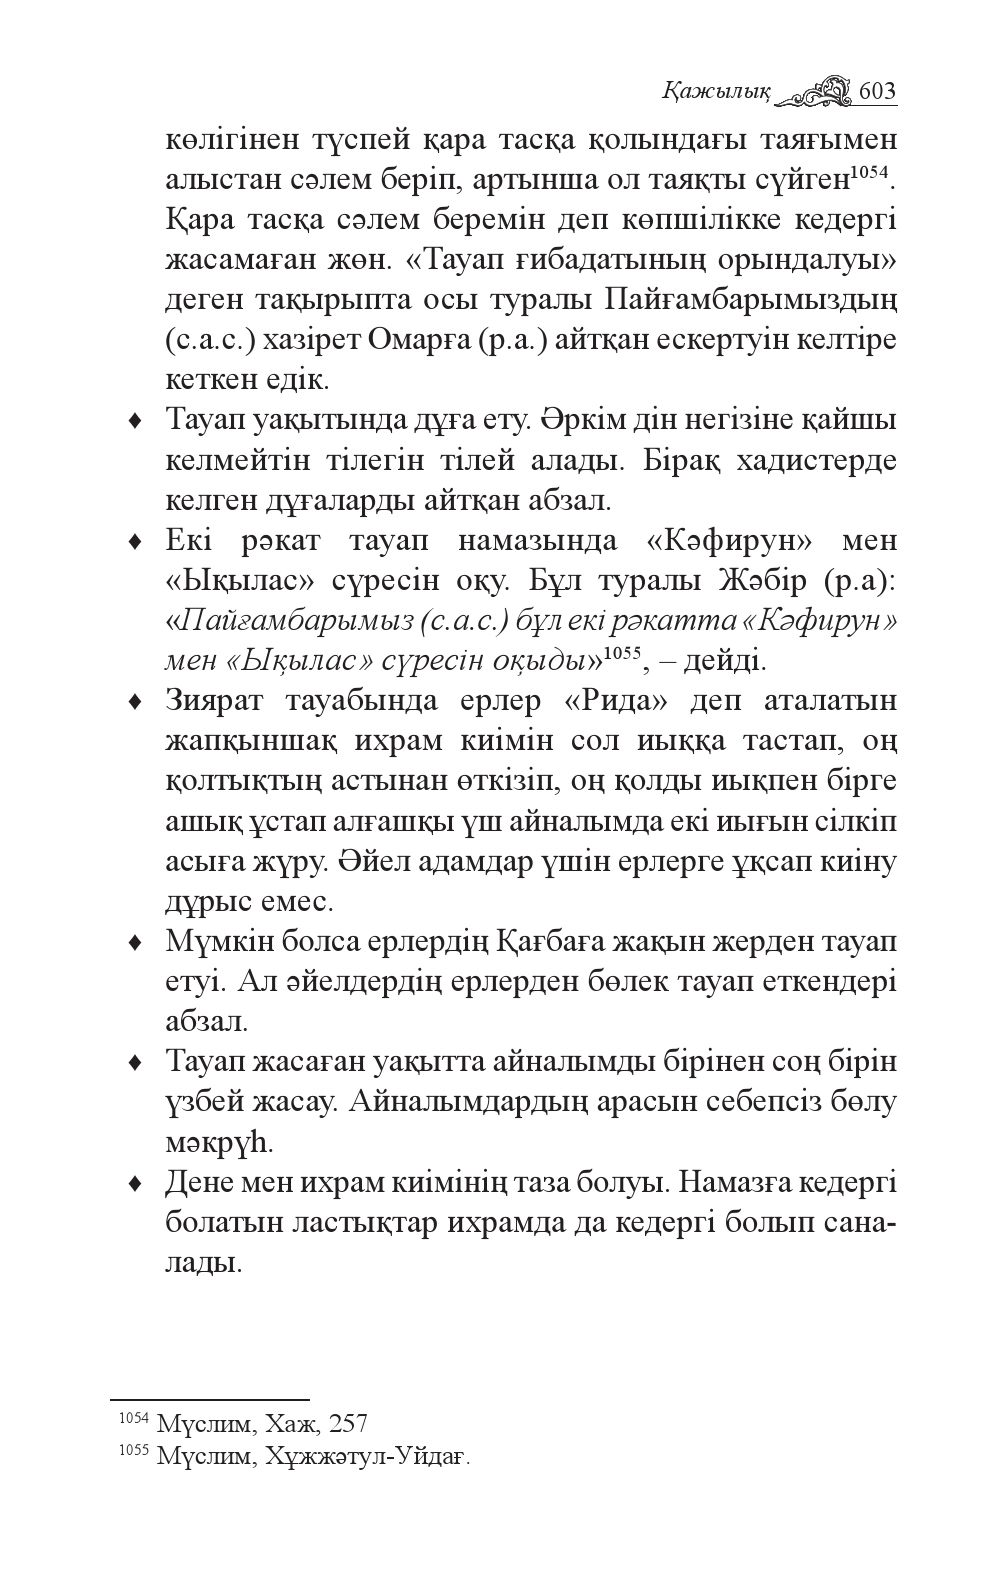 Қажылық 603
көлігінен түспей қара тасқа қолындағы таяғымен
алыстан сәлем беріп, артынша ол таяқты сүйген1054.
Қара тасқа сәлем беремін деп көпшілікке кедергі
жасамаған жөн. «Тауап ғибадатының орындалуы»
деген тақырыпта осы туралы Пайғамбарымыздың
(с.а.с.) хазірет Омарға (р.а.) айтқан ескертуін келтіре
кеткен едік.
♦ Тауап уақытында дұға ету. Әркім дін негізіне қайшы
келмейтін тілегін тілей алады. Бірақ хадистерде
келген дұғаларды айтқан абзал.
♦ Екі рәкат тауап намазында «Кәфирун» мен
«Ықылас» сүресін оқу. Бұл туралы Жәбір (р.а):
«Пайғамбарымыз (с.а.с.) бұл екі рәкатта «Кәфирун»
мен «Ықылас» сүресін оқыды»1055, – дейді.
♦ Зиярат тауабында ерлер «Рида» деп аталатын
жапқыншақ ихрам киімін сол иыққа тастап, оң
қолтықтың астынан өткізіп, оң қолды иықпен бірге
ашық ұстап алғашқы үш айналымда екі иығын сілкіп
асыға жүру. Әйел адамдар үшін ерлерге ұқсап киіну
дұрыс емес.
♦ Мүмкін болса ерлердің Қағбаға жақын жерден тауап
етуі. Ал әйелдердің ерлерден бөлек тауап еткендері
абзал.
♦ Тауап жасаған уақытта айналымды бірінен соң бірін
үзбей жасау. Айналымдардың арасын себепсіз бөлу
мәкрүһ.
♦ Дене мен ихрам киімінің таза болуы. Намазға кедергі
болатын ластықтар ихрамда да кедергі болып сана-
лады.
1054 Мүслим, Хаж, 257
1055 Мүслим, Хұжжәтул-Уйдағ.